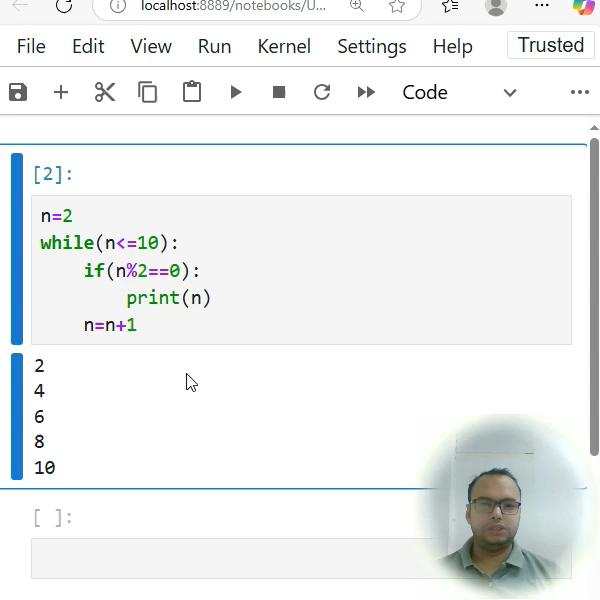 localhost:8889/notebooks/U...
File Edit View Run Kernel Settings Help Trusted
Code
[2]:
n=2
while(n<=10):
    if(n%2==0):
        print(n)
    n=n+1
2
4
6
8
10
[ ]: